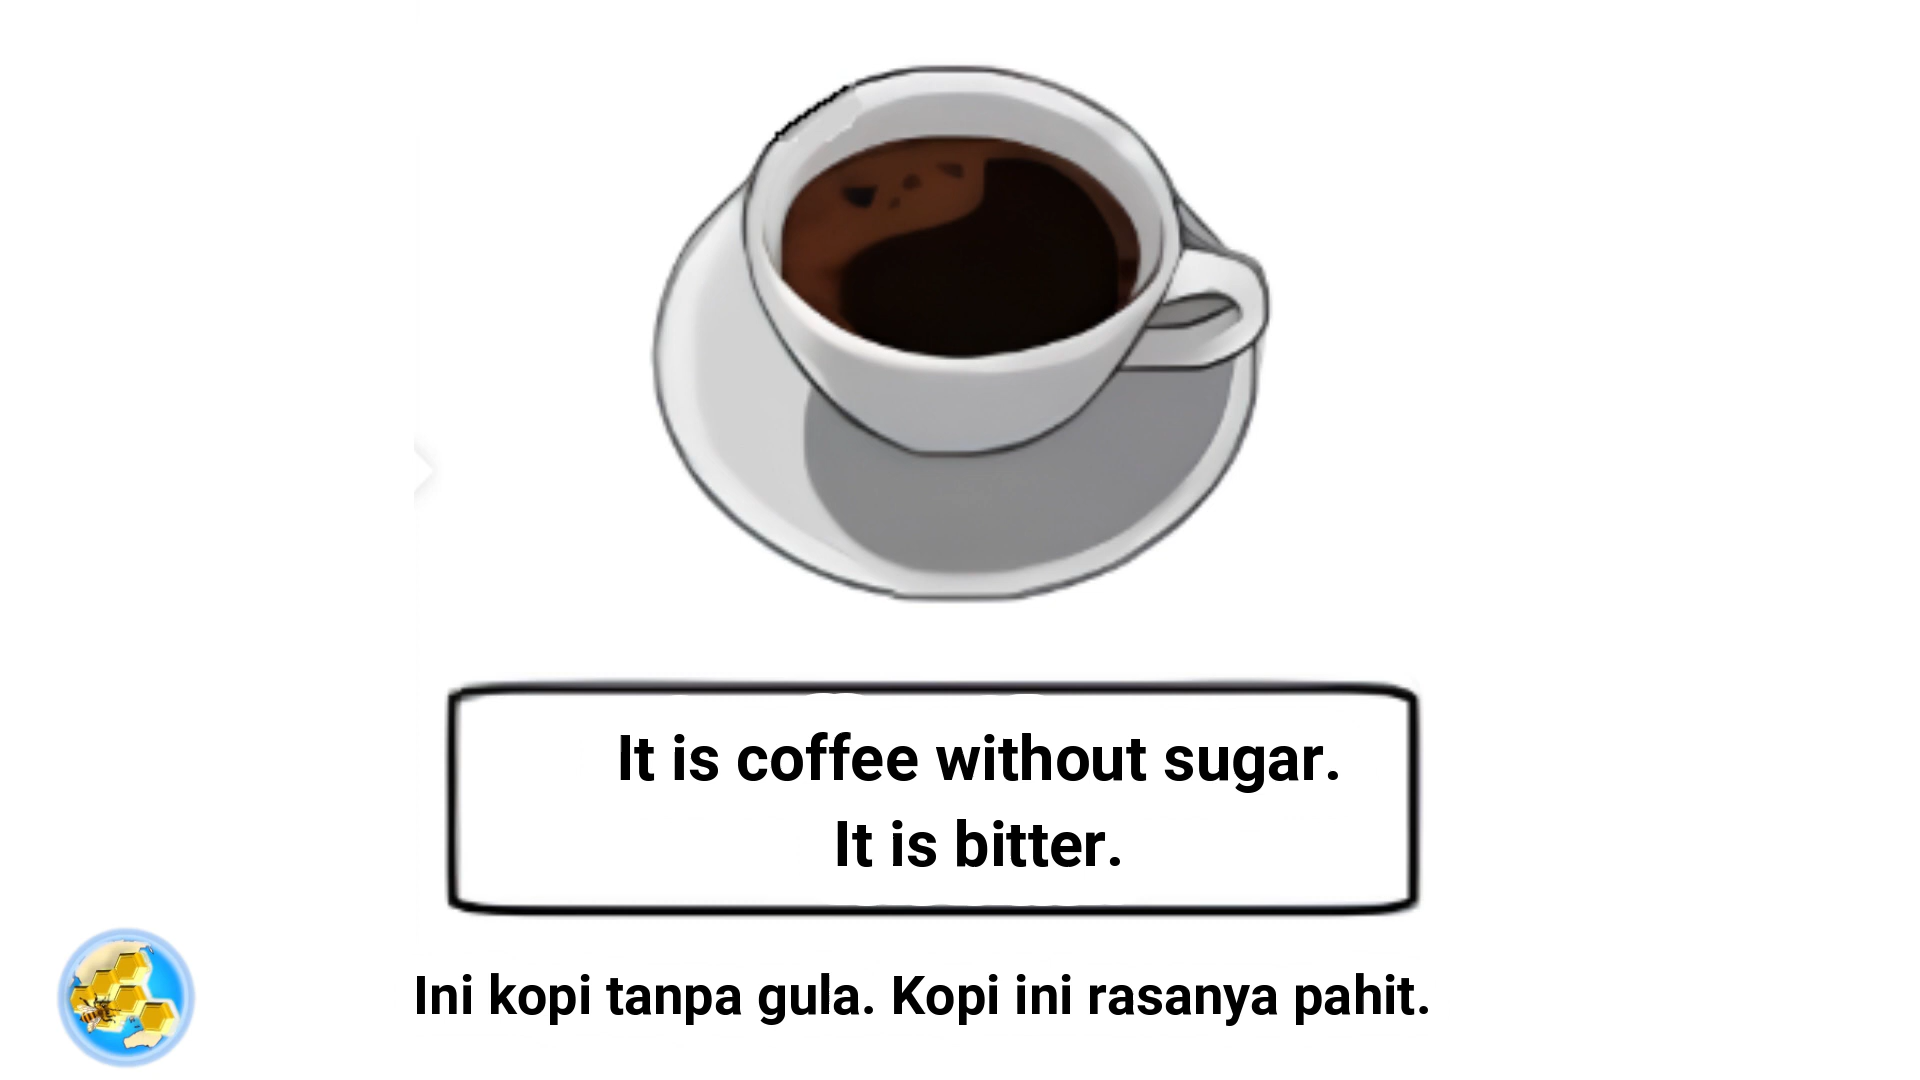 It is coffee without sugar.
It is bitter.
Ini kopi tanpa gula. Kopi ini rasanya pahit.